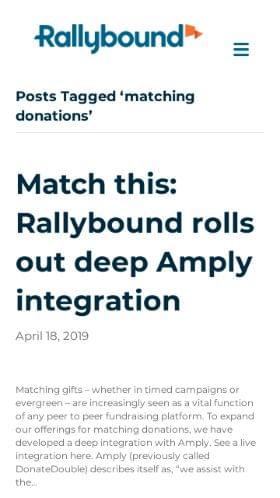 Rallybound
Posts Tagged ‘matching
donations’
Match this:
Rallybound rolls
out deep Amply
integration
April 18, 2019
Matching gifts – whether in timed campaigns or
evergreen – are increasingly seen as a vital function
of any peer to peer fundraising platform. To expand
our offerings for matching donations, we have
developed a deep integration with Amply. See a live
integration here. Amply (previously called
DonateDouble) describes itself as, “we assist with
the...